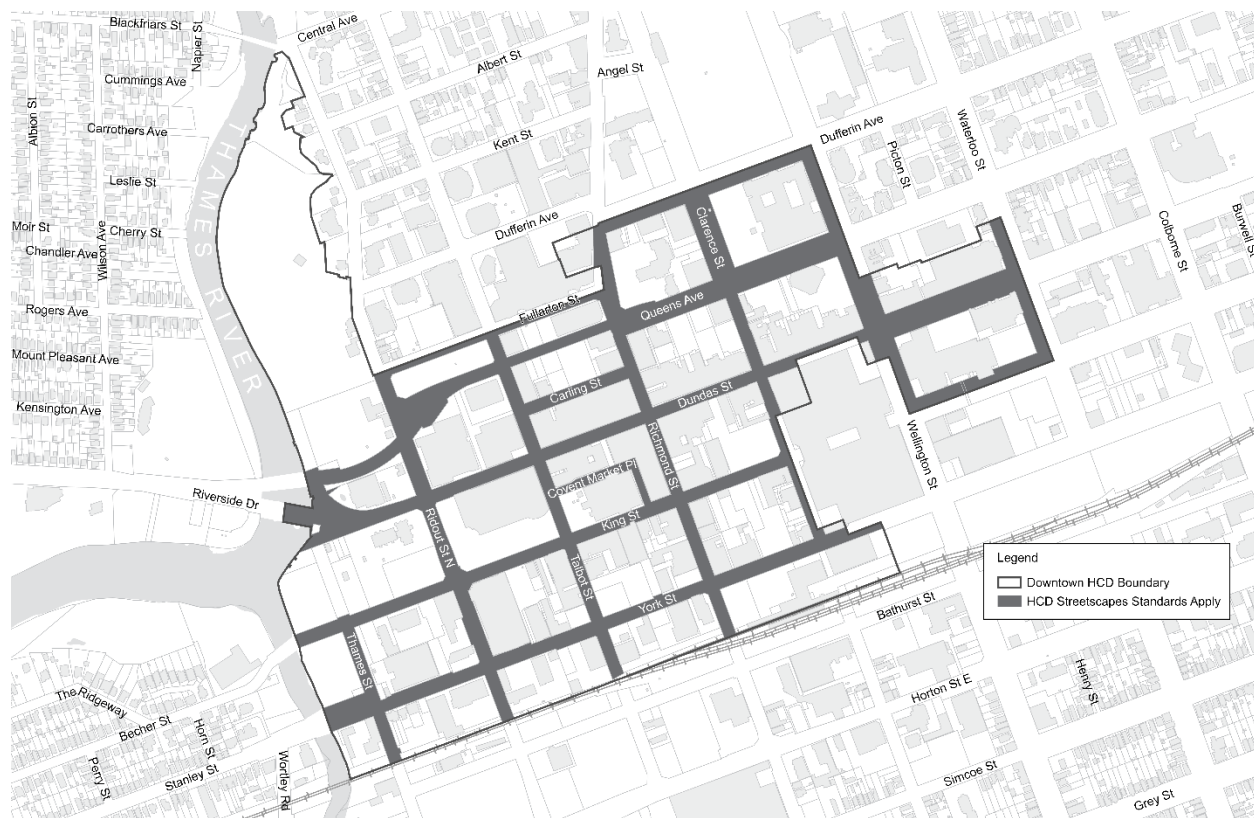 Blackfriars St
Napier St
Central Ave
Albert St
Angel St
Cummings Ave
Albion St
Carrothers Ave
Kent St
Dufferin Ave
Picton St
Waterloo St
Leslie St
THAMES RIVER
Moir St
Cherry St
Wilson Ave
Chandler Ave
Dufferin Ave
Clarence St
Colborne St
Burwell St
Rogers Ave
Fullarton St
Queens Ave
Mount Pleasant Ave
Kensington Ave
Carling St
Dundas St
Richmond St
Wellington St
Covent Market Pl
Riverside Dr
Ridout St N
King St
Talbot St
York St
Legend
Downtown HCD Boundary
HCD Streetscapes Standards Apply
Bathurst St
Thames St
The Ridgeway
Becher St
Horn St
Henry St
Horton St E
Perry St
Stanley St
Wortley Rd
Simcoe St
Grey St